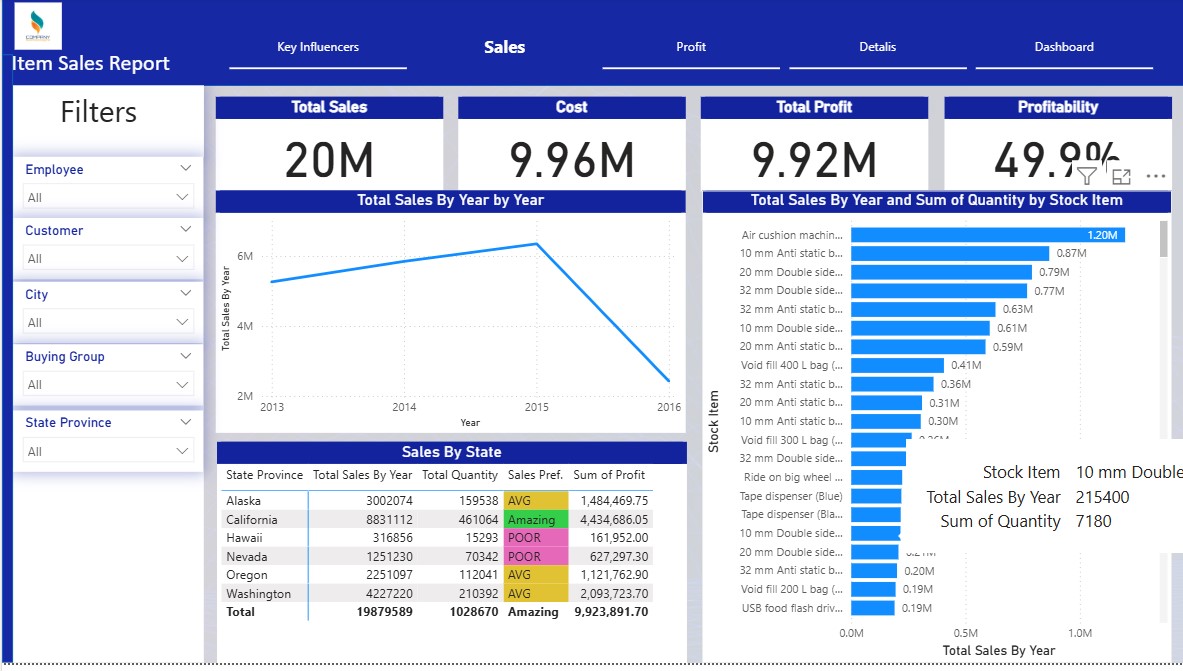 COMPANY
Item Sales Report
Key Influencers
Sales
Profit
Detalis
Dashboard
Filters
Employee
All
Customer
All
City
All
Buying Group
All
State Province
All
Total Sales
20M
Cost
9.96M
Total Profit
9.92M
Profitability
49.9%
Total Sales By Year by Year
Total Sales By Year
6M
4M
2M
2013 2014 2015 2016
Year
Sales By State
State Province Total Sales By Year Total Quantity Sales Pref. Sum of Profit
Alaska 3002074 159538 AVG 1,484,469.75
California 8831112 461064 Amazing 4,434,686.05
Hawaii 316856 15293 POOR 161,952.00
Nevada 1251230 70342 POOR 627,297.30
Oregon 2251097 112041 AVG 1,121,762.90
Washington 4227220 210392 AVG 2,093,723.70
Total 19879589 1028670 Amazing 9,923,891.70
Total Sales By Year and Sum of Quantity by Stock Item
Stock Item
Air cushion machin... 1.20M
10 mm Anti static b... 0.87M
20 mm Double side... 0.79M
32 mm Double side... 0.77M
32 mm Anti static b... 0.63M
10 mm Double side... 0.61M
20 mm Anti static b... 0.59M
Void fill 400 L bag (... 0.41M
32 mm Anti static b... 0.36M
20 mm Anti static b... 0.31M
10 mm Anti static b... 0.30M
Void fill 300 L bag (... 
32 mm Double side...
Ride on big wheel ...
Tape dispenser (Blue)
Tape dispenser (Bla...
10 mm Double side...
20 mm Double side... 0.21M
32 mm Anti static b... 0.20M
Void fill 200 L bag (... 0.19M
USB food flash driv... 0.19M
0.0M 0.5M 1.0M
Total Sales By Year
Stock Item 10 mm Double
Total Sales By Year 215400
Sum of Quantity 7180